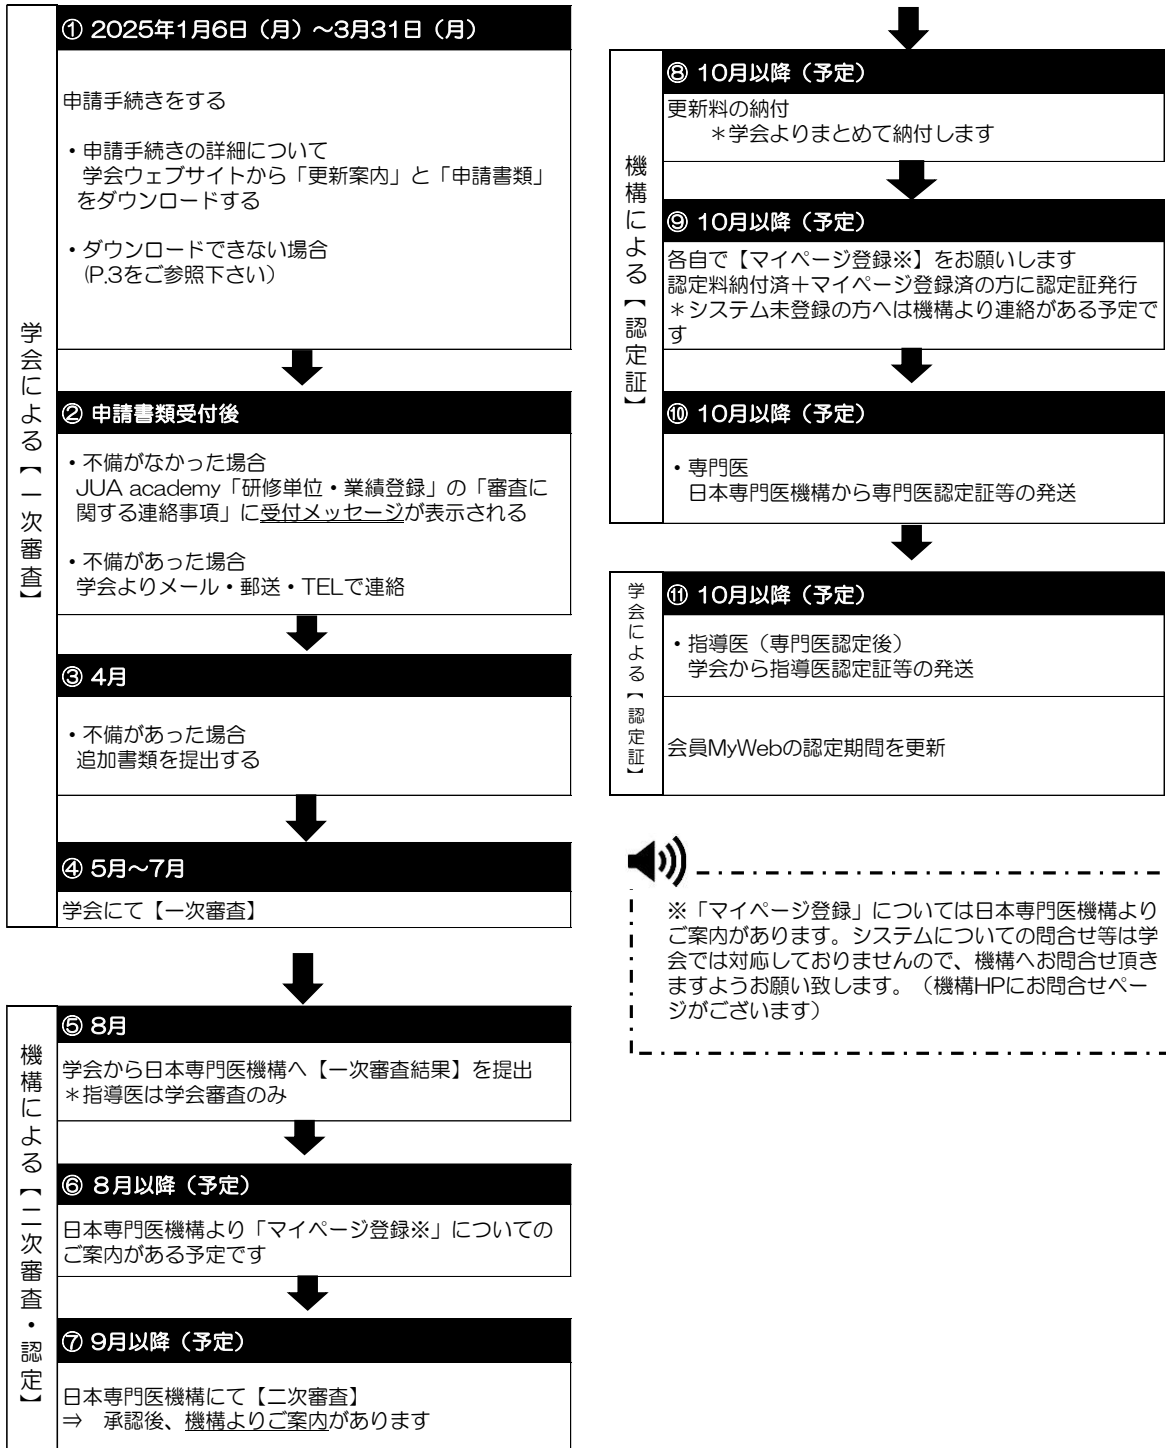 学会による【一次審査】
① 2025年1月6日（月）～3月31日（月）
申請手続きをする
・申請手続きの詳細について
学会ウェブサイトから「更新案内」と「申請書類」
をダウンロードする
・ダウンロードできない場合
(P.3をご参照下さい）
② 申請書類受付後
・不備がなかった場合
JUA academy「研修単位・業績登録」の「審査に
関する連絡事項」に受付メッセージが表示される
・不備があった場合
学会よりメール・郵送・TELで連絡
③ 4月
・不備があった場合
追加書類を提出する
④ 5月～7月
学会にて【一次審査】
機構による【二次審査・認定】
⑤ 8月
学会から日本専門医機構へ【一次審査結果】を提出
＊指導医は学会審査のみ
⑥ ８月以降（予定）
日本専門医機構より「マイページ登録※」についての
ご案内がある予定です
⑦ 9月以降（予定）
日本専門医機構にて【二次審査】
⇒　承認後、機構よりご案内があります
機構による【認定証】
⑧ 10月以降（予定）
更新料の納付
＊学会よりまとめて納付します
⑨ 10月以降（予定）
各自で【マイページ登録※】をお願いします
認定料納付済＋マイページ登録済の方に認定証発行
＊システム未登録の方へは機構より連絡がある予定で
す
⑩ 10月以降（予定）
・専門医
日本専門医機構から専門医認定証等の発送
学会による【認定証】
⑪ 10月以降（予定）
・指導医（専門医認定後）
学会から指導医認定証等の発送
会員MyWebの認定期間を更新
※「マイページ登録」については日本専門医機構より
ご案内があります。システムについての問合せ等は学
会では対応しておりませんので、機構へお問合せ頂き
ますようお願い致します。（機構HPにお問合せペー
ジがございます）